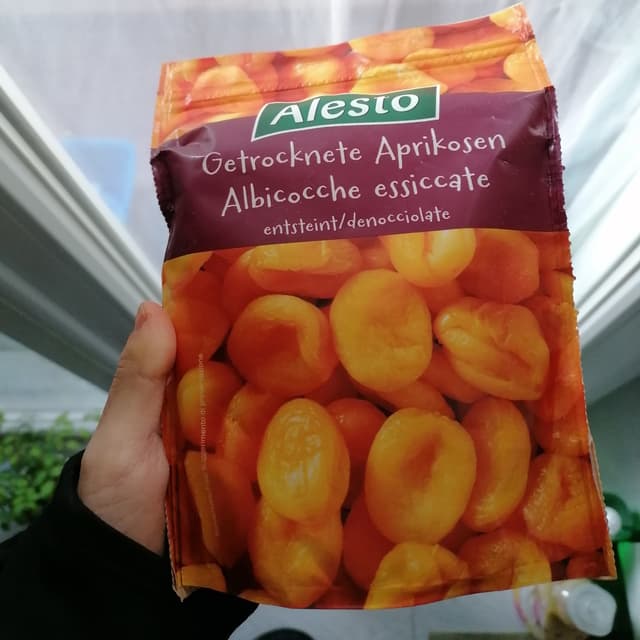 Alesto
Getrocknete Aprikosen
Albicocche essiccate
entsteint/denocciolate